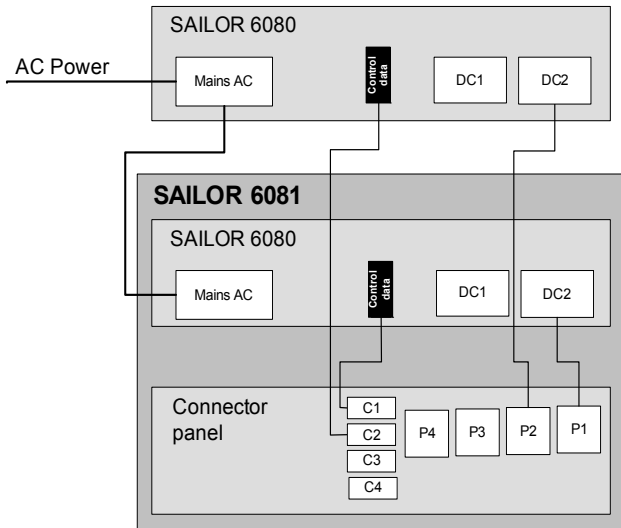 SAILOR 6080
AC Power
Mains AC
Control
data
DC1
DC2
SAILOR 6081
SAILOR 6080
Mains AC
Control
data
DC1
DC2
Connector
panel
C1
C2
C3
C4
P4
P3
P2
P1